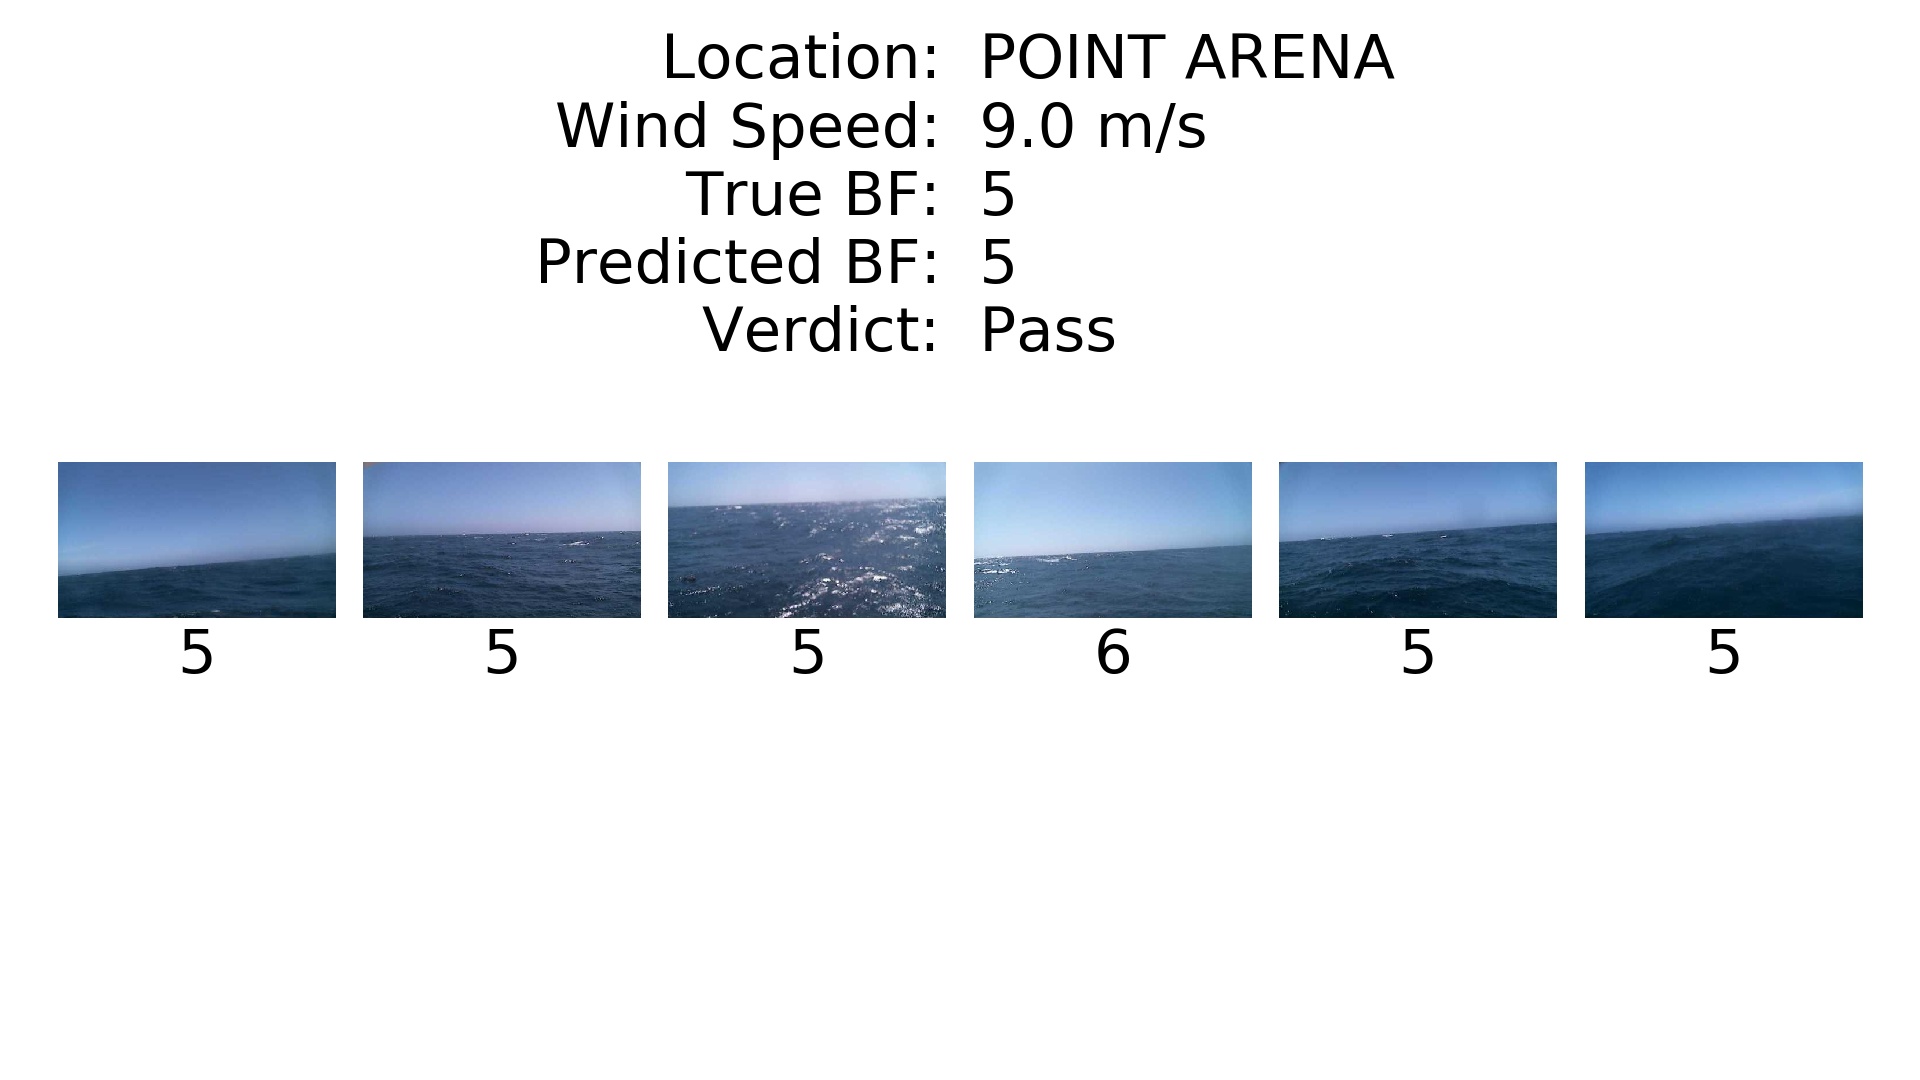 Location: POINT ARENA
Wind Speed: 9.0 m/s
True BF: 5
Predicted BF: 5
Verdict: Pass
5 5 5 6 5 5